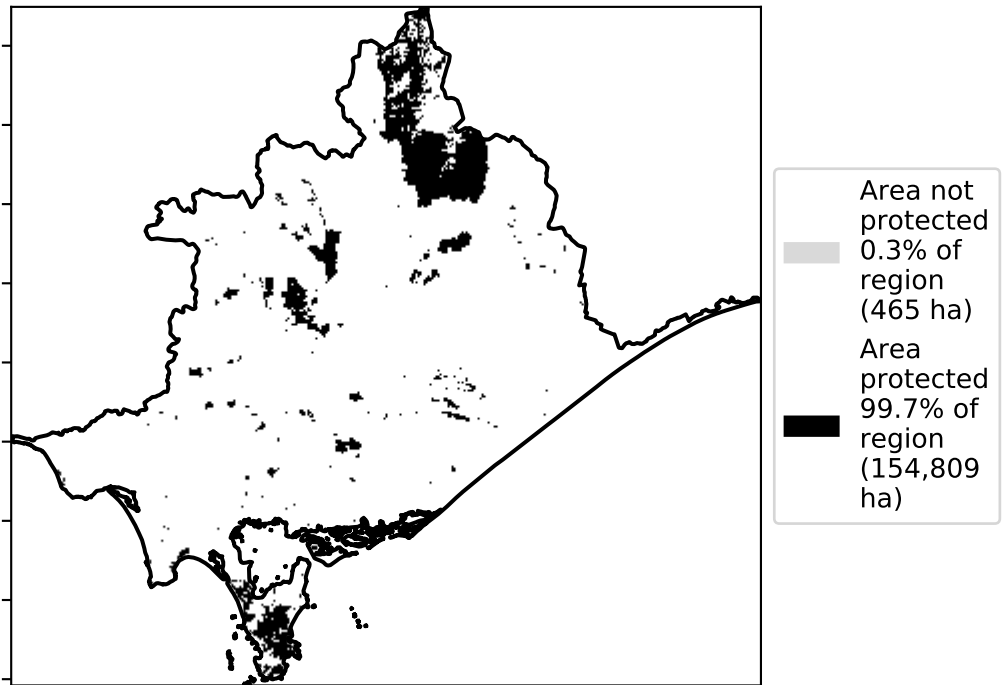 Area not
protected
0.3% of
region
(465 ha)
Area
protected
99.7% of
region
(154,809
ha)